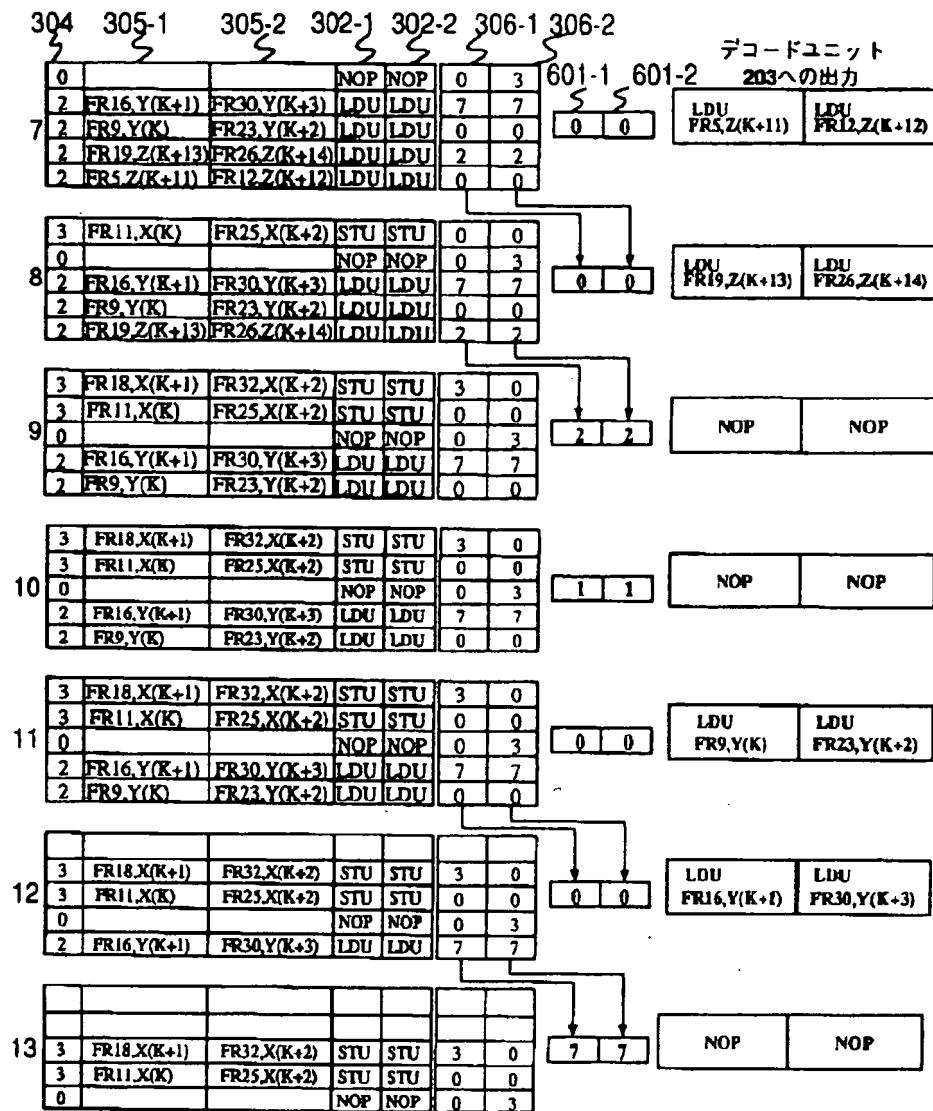 304 305-1 305-2 302-1 302-2 306-1 306-2
デコードユニット
203への出力
601-1 601-2
7
0 NOP NOP 0 3
2 FR16,Y(K+1) FR30,Y(K+3) LDU LDU 7 7
2 FR9,Y(K) FR23,Y(K+2) LDU LDU 0 0
2 FR19,Z(K+13) FR26,Z(K+14) LDU LDU 2 2
2 FR5,Z(K+11) FR12,Z(K+12) LDU LDU 0 0
0 0
LDU LDU
FR5,Z(K+11) FR12,Z(K+12)
8
3 FR11,X(K) FR25,X(K+2) STU STU 0 0
0 NOP NOP 0 3
2 FR16,Y(K+1) FR30,Y(K+3) LDU LDU 7 7
2 FR9,Y(K) FR23,Y(K+2) LDU LDU 0 0
2 FR19,Z(K+13) FR26,Z(K+14) LDU LDU 2 2
0 0
LDU LDU
FR19,Z(K+13) FR26,Z(K+14)
9
3 FR18,X(K+1) FR32,X(K+2) STU STU 3 0
3 FR11,X(K) FR25,X(K+2) STU STU 0 0
0 NOP NOP 0 3
2 FR16,Y(K+1) FR30,Y(K+3) LDU LDU 7 7
2 FR9,Y(K) FR23,Y(K+2) LDU LDU 0 0
2 2
NOP NOP
10
3 FR18,X(K+1) FR32,X(K+2) STU STU 3 0
3 FR11,X(K) FR25,X(K+2) STU STU 0 0
0 NOP NOP 0 3
2 FR16,Y(K+1) FR30,Y(K+3) LDU LDU 7 7
2 FR9,Y(K) FR23,Y(K+2) LDU LDU 0 0
1 1
NOP NOP
11
3 FR18,X(K+1) FR32,X(K+2) STU STU 3 0
3 FR11,X(K) FR25,X(K+2) STU STU 0 0
0 NOP NOP 0 3
2 FR16,Y(K+1) FR30,Y(K+3) LDU LDU 7 7
2 FR9,Y(K) FR23,Y(K+2) LDU LDU 0 0
0 0
LDU LDU
FR9,Y(K) FR23,Y(K+2)
12
3 FR18,X(K+1) FR32,X(K+2) STU STU 3 0
3 FR11,X(K) FR25,X(K+2) STU STU 0 0
0 NOP NOP 0 3
2 FR16,Y(K+1) FR30,Y(K+3) LDU LDU 7 7
0 0
LDU LDU
FR16,Y(K+1) FR30,Y(K+3)
13
3 FR18,X(K+1) FR32,X(K+2) STU STU 3 0
3 FR11,X(K) FR25,X(K+2) STU STU 0 0
0 NOP NOP 0 3
7 7
NOP NOP